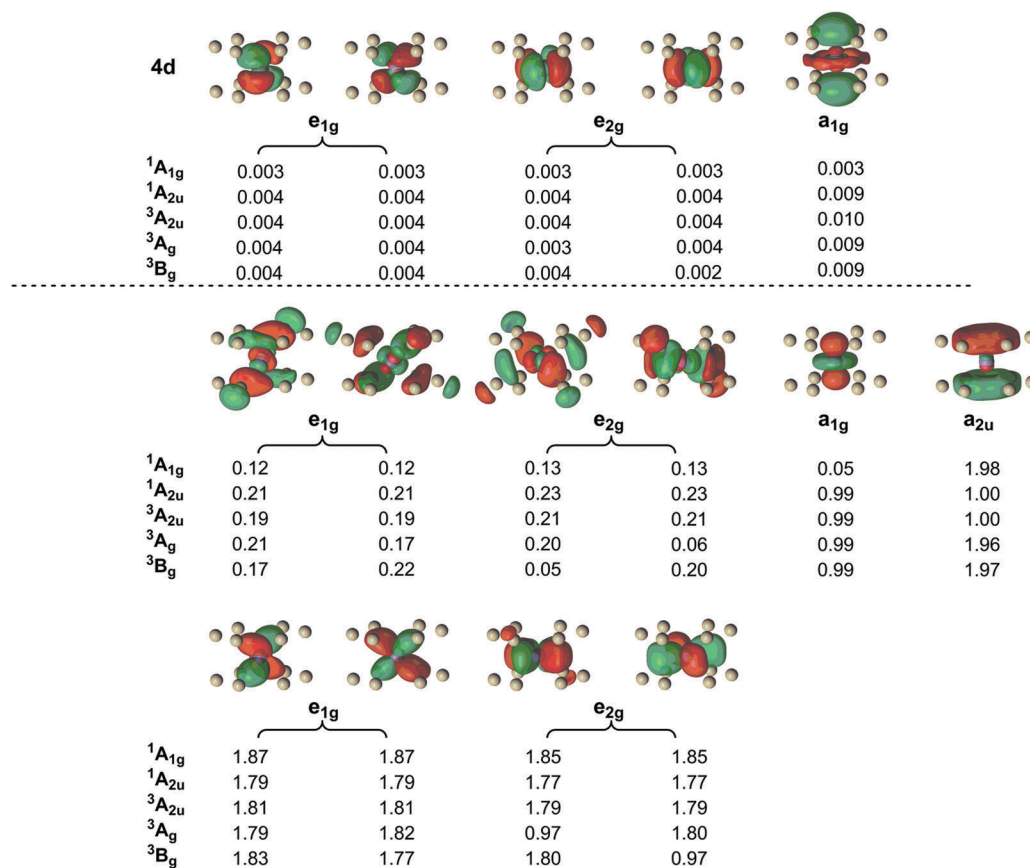 4d
e1g e2g a1g
1A1g 0.003 0.003 0.003 0.003 0.003
1A2u 0.004 0.004 0.004 0.004 0.009
3A2u 0.004 0.004 0.004 0.004 0.010
3Ag 0.004 0.004 0.003 0.004 0.009
3Bg 0.004 0.004 0.004 0.002 0.009
e1g e2g a1g a2u
1A1g 0.12 0.12 0.13 0.13 0.05 1.98
1A2u 0.21 0.21 0.23 0.23 0.99 1.00
3A2u 0.19 0.19 0.21 0.21 0.99 1.00
3Ag 0.21 0.17 0.20 0.06 0.99 1.96
3Bg 0.17 0.22 0.05 0.20 0.99 1.97
e1g e2g
1A1g 1.87 1.87 1.85 1.85
1A2u 1.79 1.79 1.77 1.77
3A2u 1.81 1.81 1.79 1.79
3Ag 1.79 1.82 0.97 1.80
3Bg 1.83 1.77 1.80 0.97